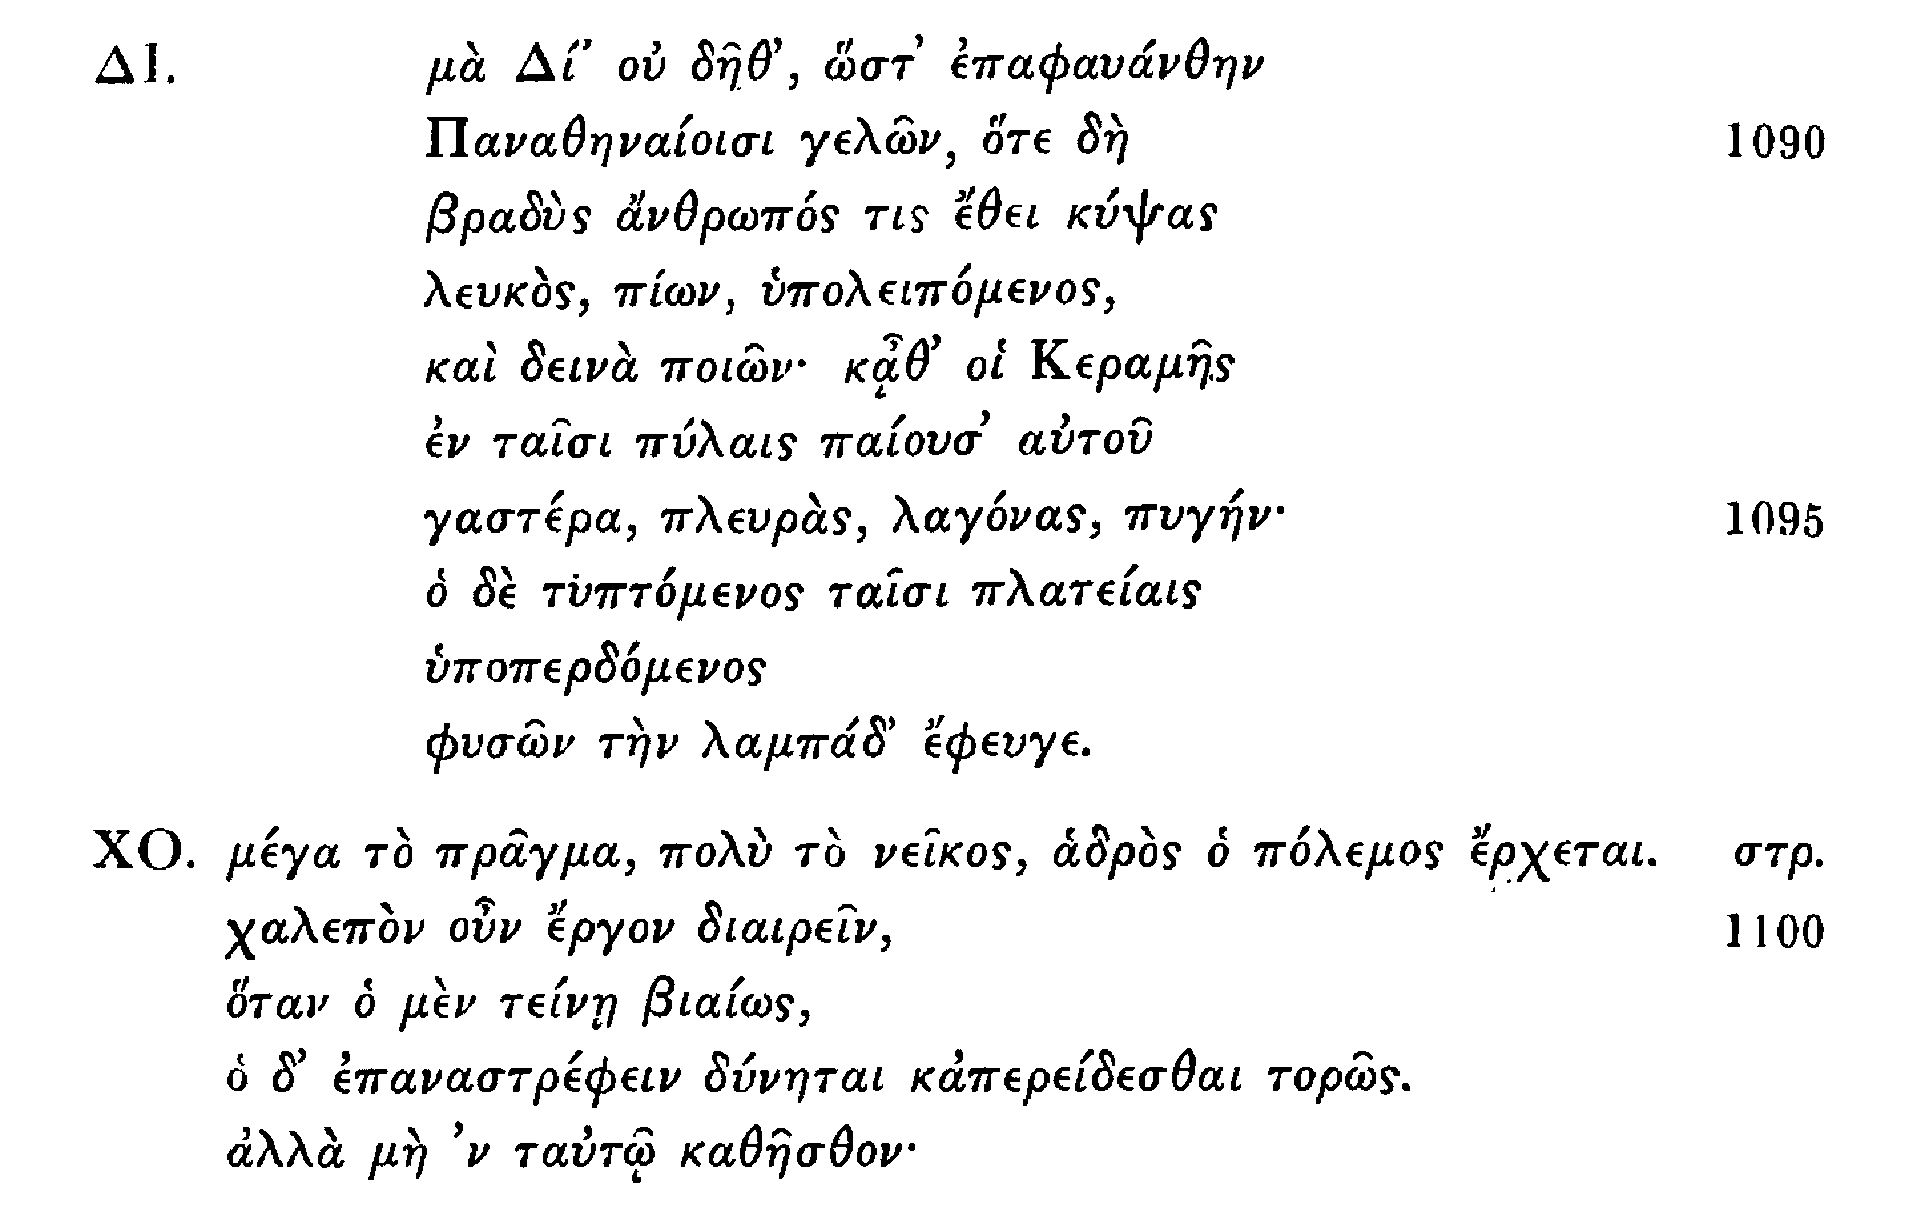 ΔΙ. μὰ Δί’ οὐ δῆθ’, ὥστ’ ἐπαφαυάνθην
Παναθηναίοισι γελῶν, ὅτε δὴ 1090
βραδὺς ἄνθρωπός τις ἔθει κύψας
λευκὸς, πίων, ὑπολειπόμενος,
καὶ δεινὰ ποιῶν· κᾆθ’ οἱ Κεραμῆς
ἐν ταῖσι πύλαις παίουσ’ αὐτοῦ
γαστέρα, πλευρὰς, λαγόνας, πυγήν· 1095
ὁ δὲ τυπτόμενος ταῖσι πλατείαις
ὑποπερδόμενος
φυσῶν τὴν λαμπάδ’ ἔφευγε.
ΧΟ. μέγα τὸ πρᾶγμα, πολὺ τὸ νεῖκος, ἁδρὸς ὁ πόλεμος ἔρχεται. στρ.
χαλεπὸν οὖν ἔργον διαιρεῖν, 1100
ὅταν ὁ μὲν τείνῃ βιαίως,
ὁ δ’ ἐπαναστρέφειν δύνηται κἀπερείδεσθαι τορῶς.
ἀλλὰ μὴ ’ν ταὐτῷ καθῆσθον·